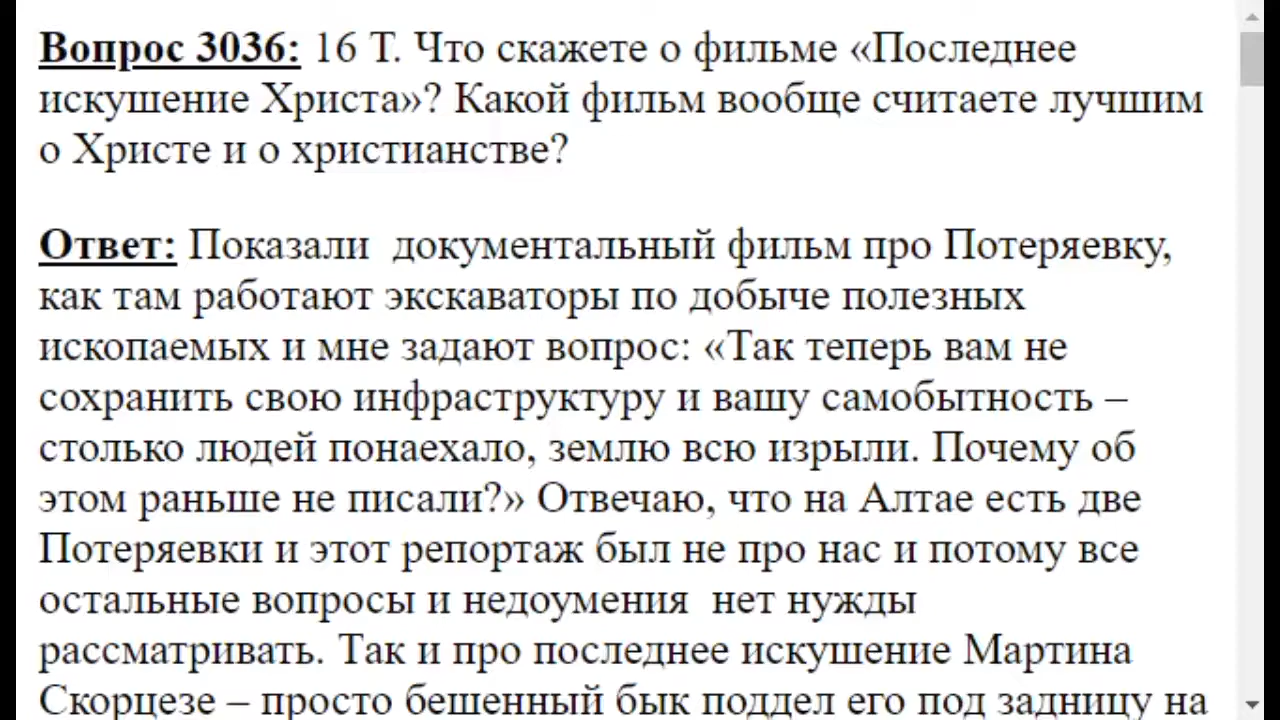 Вопрос 3036: 16 Т. Что скажете о фильме «Последнее
искушение Христа»? Какой фильм вообще считаете лучшим
о Христе и о христианстве?
Ответ: Показали  документальный фильм про Потеряевку,
как там работают экскаваторы по добыче полезных
ископаемых и мне задают вопрос: «Так теперь вам не
сохранить свою инфраструктуру и вашу самобытность –
столько людей понаехало, землю всю изрыли. Почему об
этом раньше не писали?» Отвечаю, что на Алтае есть две
Потеряевки и этот репортаж был не про нас и потому все
остальные вопросы и недоумения  нет нужды
рассматривать. Так и про последнее искушение Мартина
Скорцезе – просто бешенный бык поддел его под задницу на